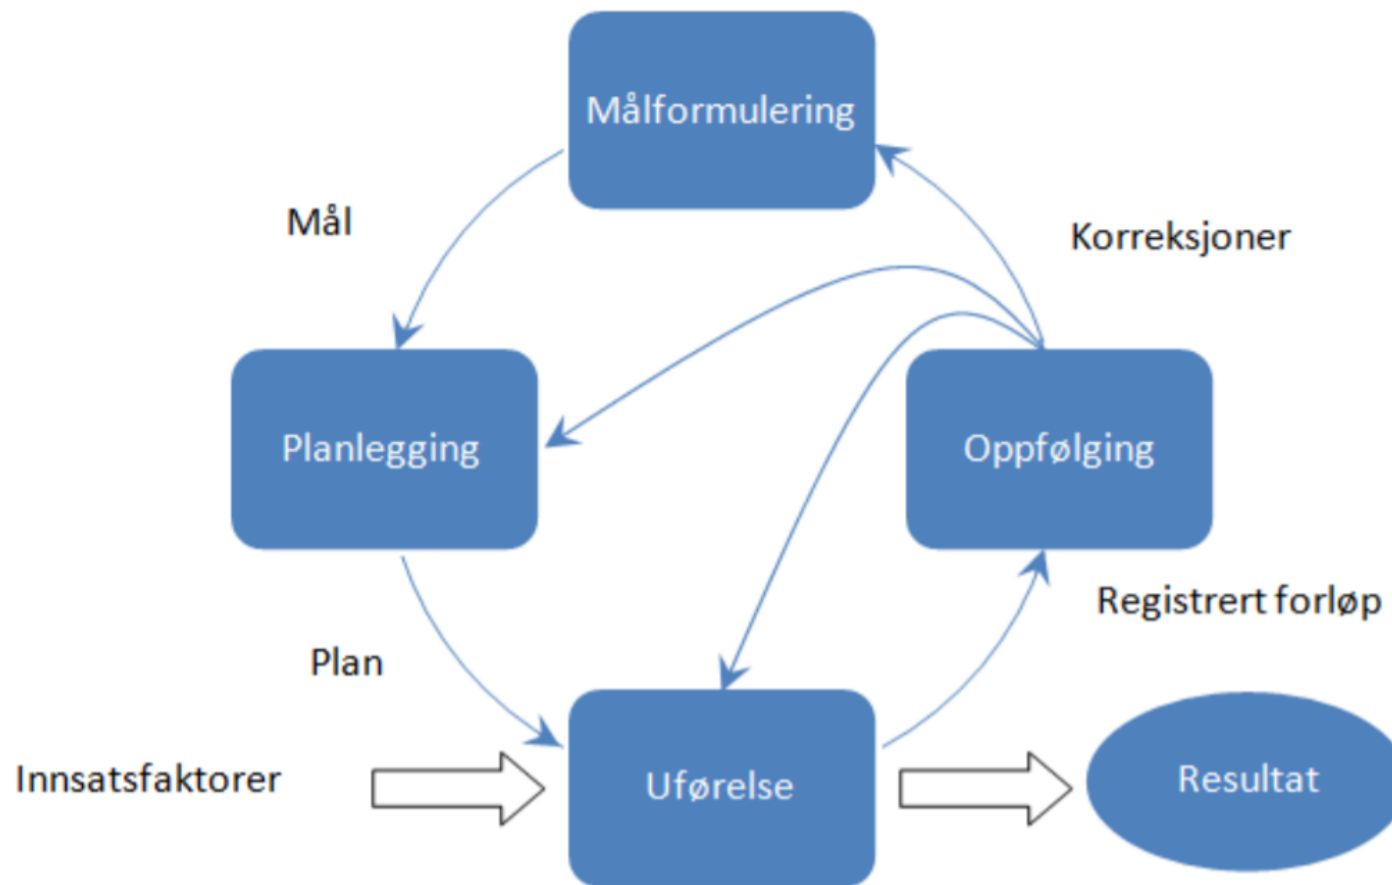 Målformulering
Mål
Korreksjoner
Planlegging
Oppfølging
Registrert forløp
Plan
Innsatsfaktorer
Uførelse
Resultat